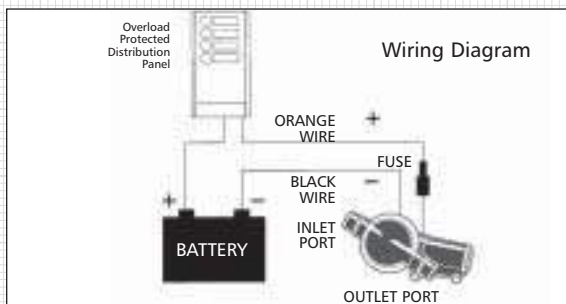 Overload
Protected
Distribution
Panel
Wiring Diagram
ORANGE
WIRE
+
FUSE
BLACK
WIRE
–
+
–
BATTERY
INLET
PORT
OUTLET PORT